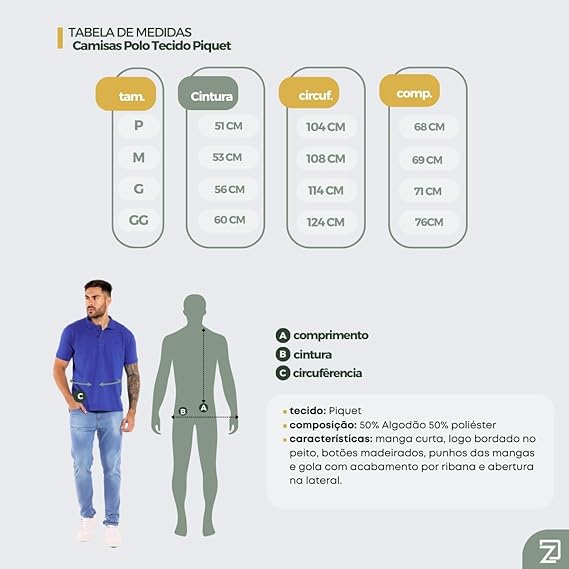 TABELA DE MEDIDAS
Camisas Polo Tecido Piquet
tam. Cintura circuf. comp.
P 51 CM 104 CM 68 CM
M 53 CM 108 CM 69 CM
G 56 CM 114 CM 71 CM
GG 60 CM 124 CM 76CM
A comprimento
B cintura
C circuferência
C
B
A
tecido: Piquet
composição: 50% Algodão 50% poliéster
características: manga curta, logo bordado no
peito, botões madeirados, punhos das mangas
e gola com acabamento por ribana e abertura
na lateral.